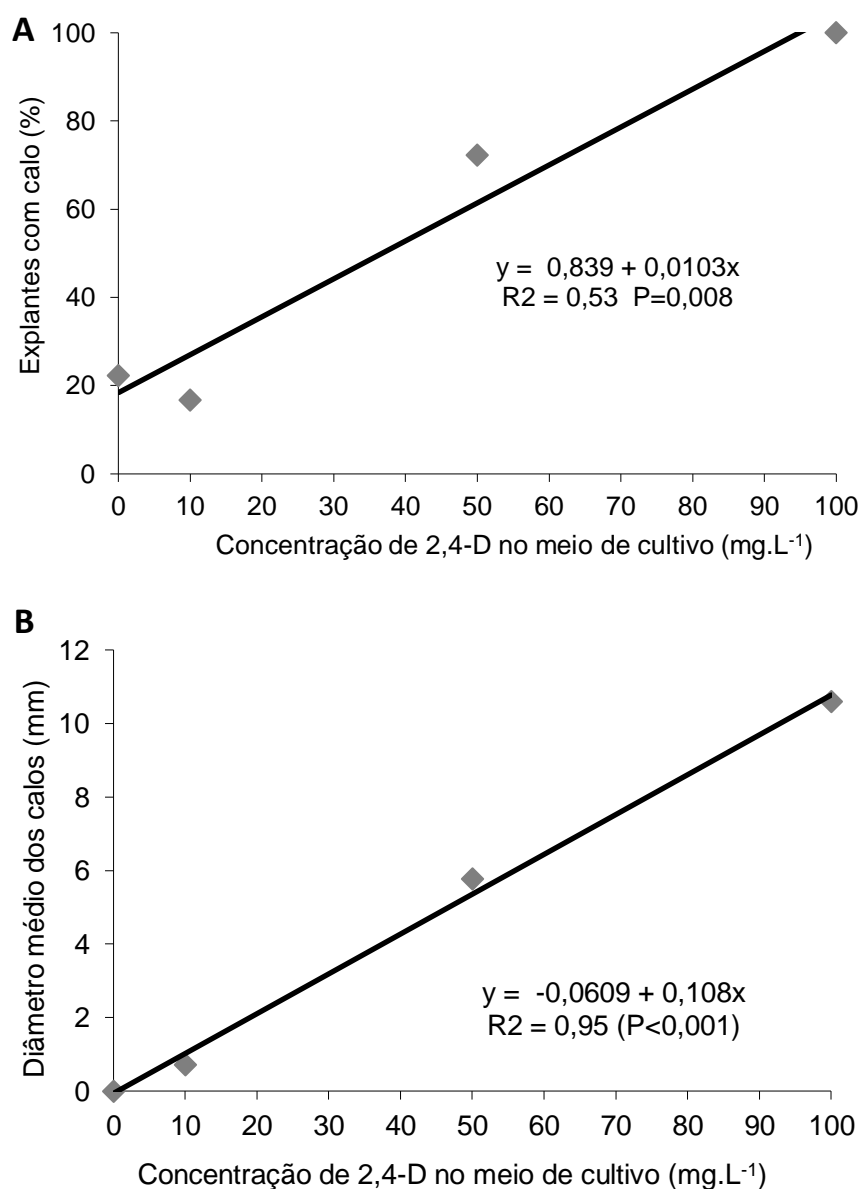 A
100
80
60
40
20
0
Explantes com calo (%)
y =  0,839 + 0,0103x
R2 = 0,53  P=0,008
0 10 20 30 40 50 60 70 80 90 100
Concentração de 2,4-D no meio de cultivo (mg.L⁻¹)
B
12
10
8
6
4
2
0
Diâmetro médio dos calos (mm)
y =  -0,0609 + 0,108x
R2 = 0,95 (P<0,001)
0 10 20 30 40 50 60 70 80 90 100
Concentração de 2,4-D no meio de cultivo (mg.L⁻¹)